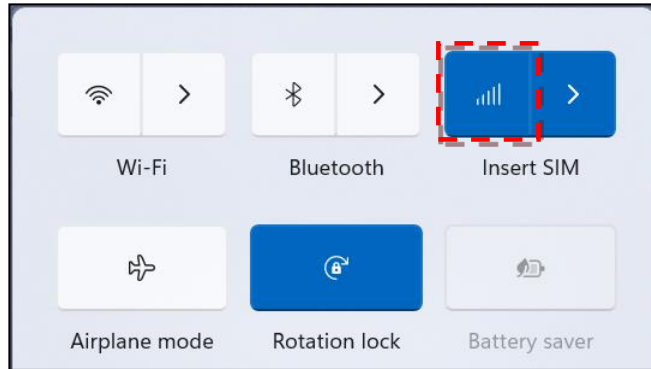 Wi-Fi
Bluetooth
Insert SIM
Airplane mode
Rotation lock
Battery saver